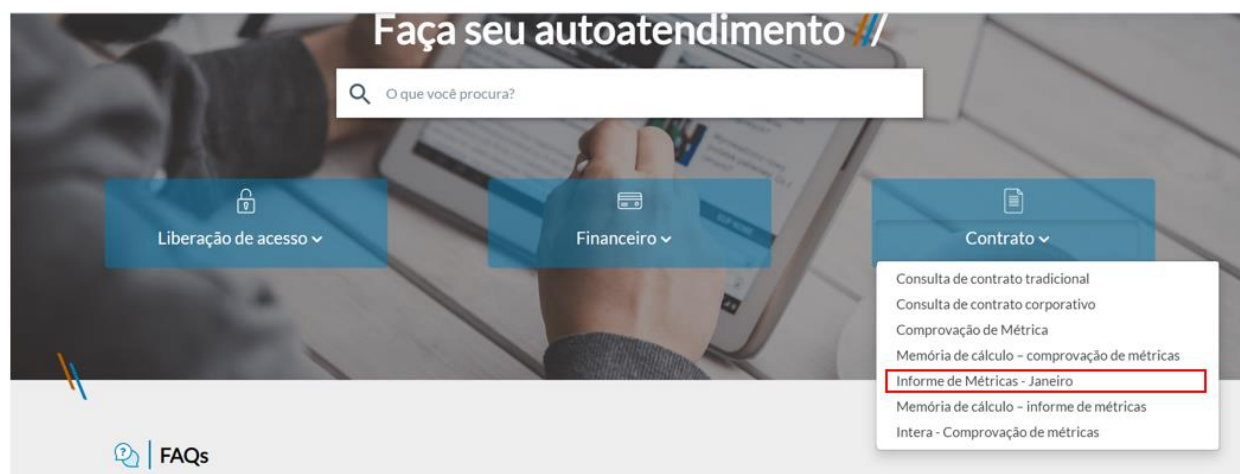 Faça seu autoatendimento
O que você procura?
Liberação de acesso
Financeiro
Contrato
Consulta de contrato tradicional
Consulta de contrato corporativo
Comprovação de Métrica
Memória de cálculo – comprovação de métricas
Informe de Métricas - Janeiro
Memória de cálculo – informe de métricas
Intera - Comprovação de métricas
FAQs